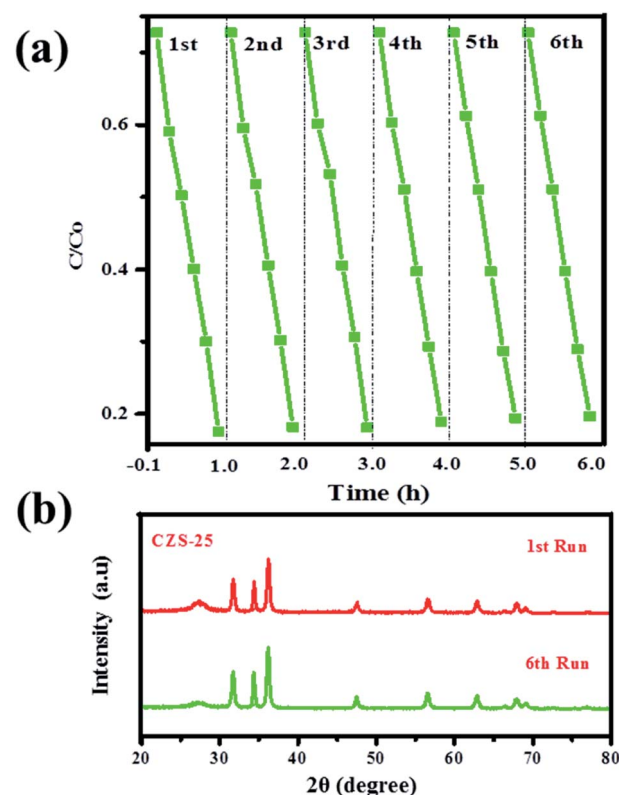 (a)
1st 2nd 3rd 4th 5th 6th
0.6
0.4
0.2
C/Co
-0.1 1.0 2.0 3.0 4.0 5.0 6.0
Time (h)
(b)
CZS-25
1st Run
6th Run
Intensity (a.u)
20 30 40 50 60 70 80
2θ (degree)